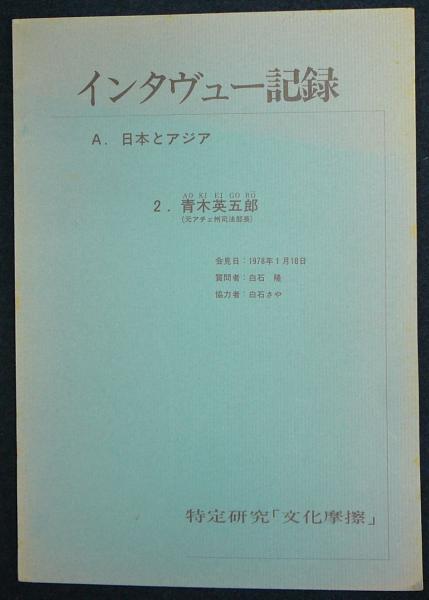 インタヴュー記録
A. 日本とアジア
AO KI EI GO RŌ
2. 青木英五郎
(元アチェ州司法部長)
会見日：1978年1月18日
質問者：白石 隆
協力者：白石さや
特定研究「文化摩擦」